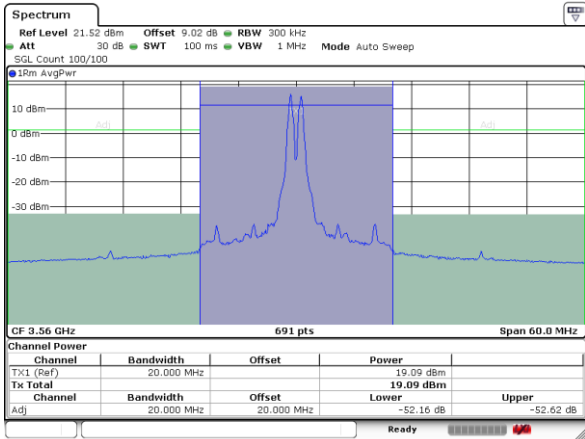 Spectrum
Ref Level 21.52 dBm Offset 9.02 dB RBW 300 kHz
Att 30 dB SWT 100 ms VBW 1 MHz Mode Auto Sweep
SGL Count 100/100
1Rm AvgPwr
10 dBm
Adj Adj
0 dBm
-10 dBm
-20 dBm
-30 dBm
CF 3.56 GHz 691 pts Span 60.0 MHz
Channel Power
Channel Bandwidth Offset Power
TX1 (Ref) 20.000 MHz 19.09 dBm
Tx Total 19.09 dBm
Channel Bandwidth Offset Lower Upper
Adj 20.000 MHz 20.000 MHz -52.16 dB -52.62 dB
Ready